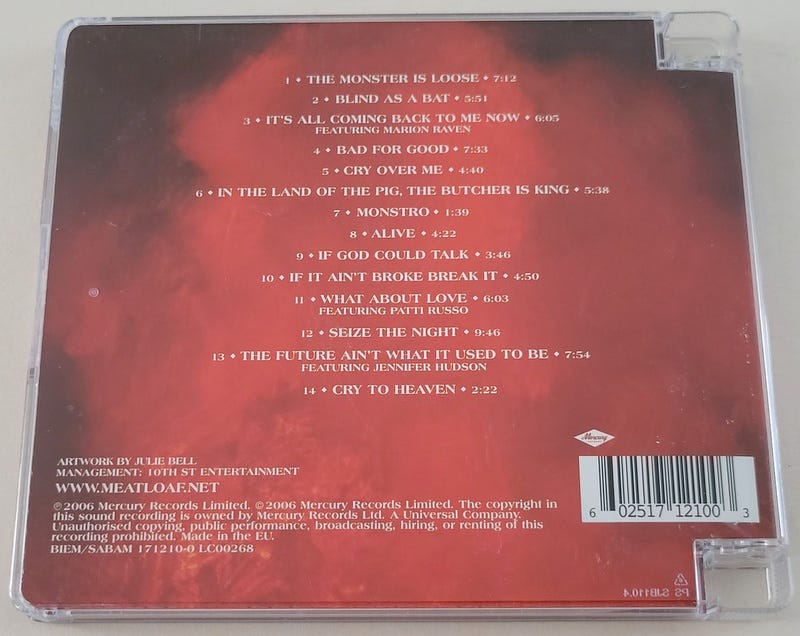 1 • THE MONSTER IS LOOSE • 7:12
2 • BLIND AS A BAT • 5:51
3 • IT'S ALL COMING BACK TO ME NOW • 6:05
FEATURING MARION RAVEN
4 • BAD FOR GOOD • 7:33
5 • CRY OVER ME • 4:40
6 • IN THE LAND OF THE PIG, THE BUTCHER IS KING • 5:38
7 • MONSTRO • 1:39
8 • ALIVE • 4:22
9 • IF GOD COULD TALK • 3:46
10 • IF IT AIN'T BROKE BREAK IT • 4:50
11 • WHAT ABOUT LOVE • 6:03
FEATURING PATTI RUSSO
12 • SEIZE THE NIGHT • 9:46
13 • THE FUTURE AIN'T WHAT IT USED TO BE • 7:54
FEATURING JENNIFER HUDSON
14 • CRY TO HEAVEN • 2:22
Mercury
ARTWORK BY JULIE BELL
MANAGEMENT: 10TH ST ENTERTAINMENT
WWW.MEATLOAF.NET
℗2006 Mercury Records Limited. ©2006 Mercury Records Limited. The copyright in
this sound recording is owned by Mercury Records Ltd. A Universal Company.
Unauthorised copying, public performance, broadcasting, hiring, or renting of this
recording prohibited. Made in the EU.
BIEM/SABAM 171210-0 LC00268
6 02517 12100 3
PS SJB110.4